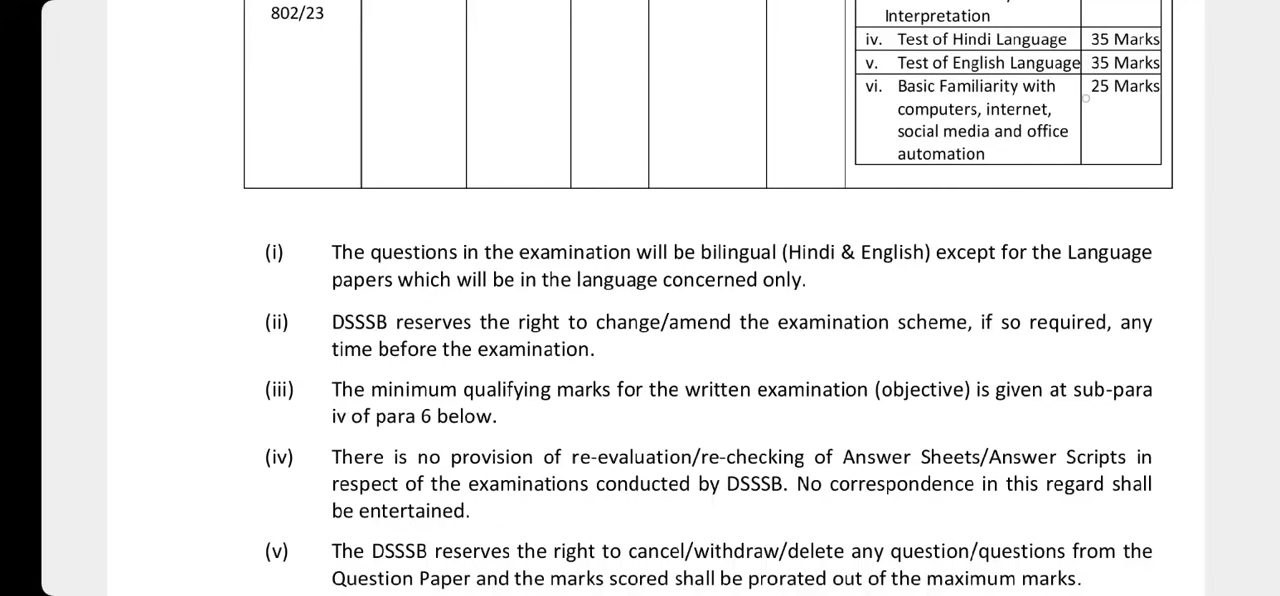 802/23
Interpretation
iv. Test of Hindi Language 35 Marks
v. Test of English Language 35 Marks
vi. Basic Familiarity with 25 Marks
computers, internet,
social media and office
automation
(i) The questions in the examination will be bilingual (Hindi & English) except for the Language
papers which will be in the language concerned only.
(ii) DSSSB reserves the right to change/amend the examination scheme, if so required, any
time before the examination.
(iii) The minimum qualifying marks for the written examination (objective) is given at sub-para
iv of para 6 below.
(iv) There is no provision of re-evaluation/re-checking of Answer Sheets/Answer Scripts in
respect of the examinations conducted by DSSSB. No correspondence in this regard shall
be entertained.
(v) The DSSSB reserves the right to cancel/withdraw/delete any question/questions from the
Question Paper and the marks scored shall be prorated out of the maximum marks.